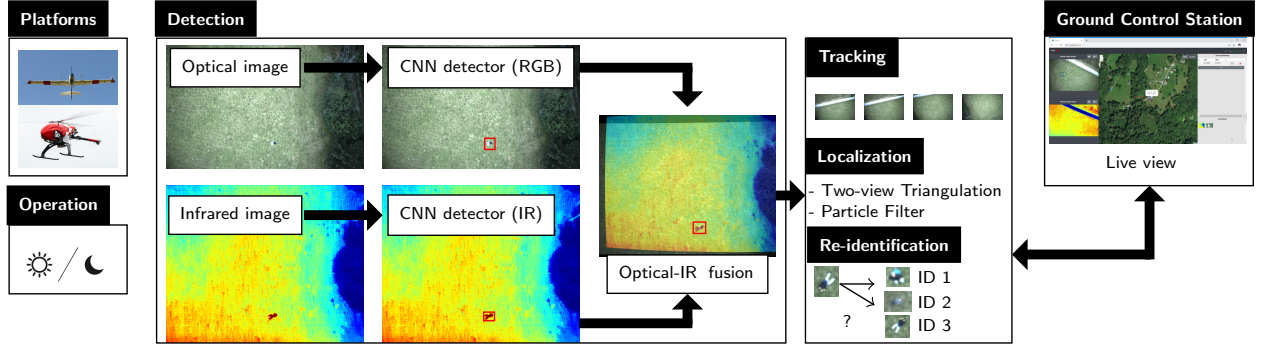 Platforms
Operation
Detection
Optical image
CNN detector (RGB)
Infrared image
CNN detector (IR)
Optical-IR fusion
Tracking
Localization
- Two-view Triangulation
- Particle Filter
Re-identification
ID 1
ID 2
ID 3
?
Ground Control Station
Live view